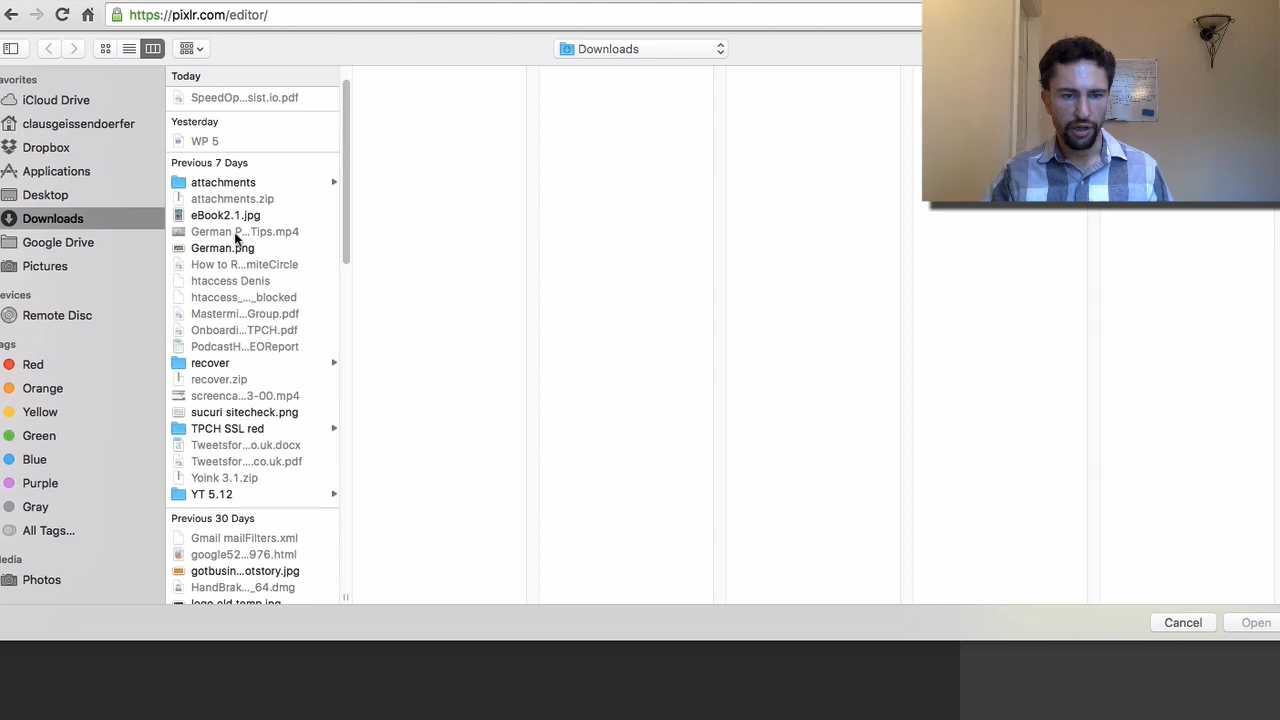 https://pixlr.com/editor/
Downloads
avorites
iCloud Drive
clausgeissendoerfer
Dropbox
Applications
Desktop
Downloads
Google Drive
Pictures
evices
Remote Disc
ags
Red
Orange
Yellow
Green
Blue
Purple
Gray
All Tags...
edia
Photos
Today
SpeedOp...sist.io.pdf
Yesterday
WP 5
Previous 7 Days
attachments
attachments.zip
eBook2.1.jpg
German P...Tips.mp4
German.png
How to R...miteCircle
htaccess Denis
htaccess_..._blocked
Mastermi...Group.pdf
Onboardi...TPCH.pdf
PodcastH...EOReport
recover
recover.zip
screenca...3-00.mp4
sucuri sitecheck.png
TPCH SSL red
Tweetsfor...o.uk.docx
Tweetsfor....co.uk.pdf
Yoink 3.1.zip
YT 5.12
Previous 30 Days
Gmail mailFilters.xml
google52...976.html
gotbusin...otstory.jpg
HandBrak..._64.dmg
Cancel
Open